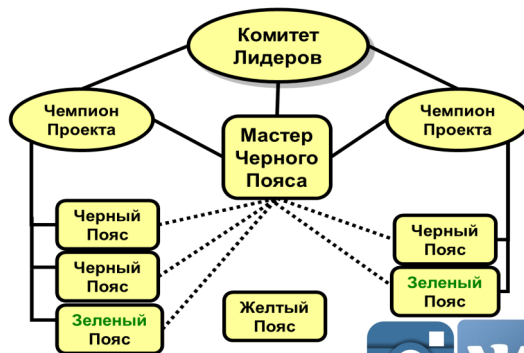 Комитет
Лидеров
Чемпион
Проекта
Мастер
Черного
Пояса
Чемпион
Проекта
Черный
Пояс
Черный
Пояс
Зеленый
Пояс
Желтый
Пояс
Черный
Пояс
Зеленый
Пояс